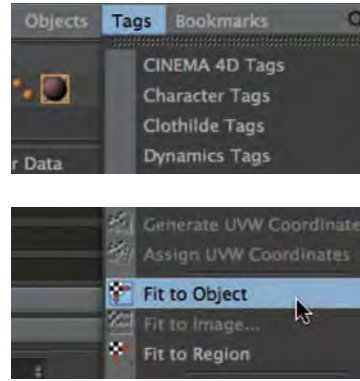 Objects Tags Bookmarks
CINEMA 4D Tags
Character Tags
Clothilde Tags
r Data Dynamics Tags
Generate UVW Coordinate
Assign UVW Coordinates
Fit to Object
Fit to Image...
Fit to Region